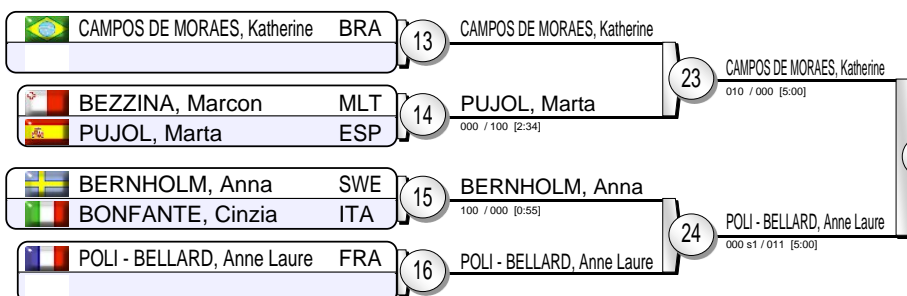 CAMPOS DE MORAES, Katherine BRA
13
CAMPOS DE MORAES, Katherine
23
CAMPOS DE MORAES, Katherine
010 / 000 [5:00]
BEZZINA, Marcon MLT
PUJOL, Marta ESP
14
PUJOL, Marta
000 / 100 [2:34]
BERNHOLM, Anna SWE
BONFANTE, Cinzia ITA
15
BERNHOLM, Anna
100 / 000 [0:55]
24
POLI - BELLARD, Anne Laure
000 s1 / 011 [5:00]
POLI - BELLARD, Anne Laure FRA
16
POLI - BELLARD, Anne Laure